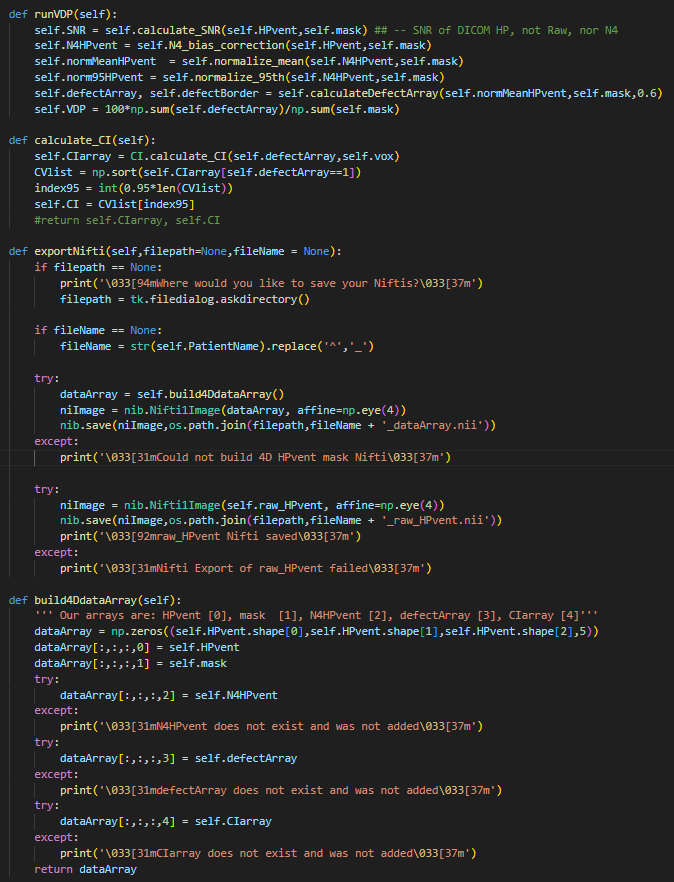 def runVDP(self):
    self.SNR = self.calculate_SNR(self.HPvent,self.mask) ## -- SNR of DICOM HP, not Raw, nor N4
    self.N4HPvent = self.N4_bias_correction(self.HPvent,self.mask)
    self.normMeanHPvent  = self.normalize_mean(self.N4HPvent,self.mask)
    self.norm95HPvent = self.normalize_95th(self.N4HPvent,self.mask)
    self.defectArray, self.defectBorder = self.calculateDefectArray(self.normMeanHPvent,self.mask,0.6)
    self.VDP = 100*np.sum(self.defectArray)/np.sum(self.mask)

def calculate_CI(self):
    self.CIarray = CI.calculate_CI(self.defectArray,self.vox)
    CVlist = np.sort(self.CIarray[self.defectArray==1])
    index95 = int(0.95*len(CVlist))
    self.CI = CVlist[index95]
    #return self.CIarray, self.CI

def exportNifti(self,filepath=None,fileName = None):
    if filepath == None:
        print('\033[94mWhere would you like to save your Niftis?\033[37m')
        filepath = tk.filedialog.askdirectory()

    if fileName == None:
        fileName = str(self.PatientName).replace('^','_')

    try:
        dataArray = self.build4DdataArray()
        niImage = nib.Nifti1Image(dataArray, affine=np.eye(4))
        nib.save(niImage,os.path.join(filepath,fileName + '_dataArray.nii'))
    except:
        print('\033[31mCould not build 4D HPvent mask Nifti\033[37m')

    try:
        niImage = nib.Nifti1Image(self.raw_HPvent, affine=np.eye(4))
        nib.save(niImage,os.path.join(filepath,fileName + '_raw_HPvent.nii'))
        print('\033[92mraw_HPvent Nifti saved\033[37m')
    except:
        print('\033[31mNifti Export of raw_HPvent failed\033[37m')

def build4DdataArray(self):
    ''' Our arrays are: HPvent [0], mask  [1], N4HPvent [2], defectArray [3], CIarray [4]'''
    dataArray = np.zeros((self.HPvent.shape[0],self.HPvent.shape[1],self.HPvent.shape[2],5))
    dataArray[:,:,:,0] = self.HPvent
    dataArray[:,:,:,1] = self.mask
    try:
        dataArray[:,:,:,2] = self.N4HPvent
    except:
        print('\033[31mN4HPvent does not exist and was not added\033[37m')
    try:
        dataArray[:,:,:,3] = self.defectArray
    except:
        print('\033[31mdefectArray does not exist and was not added\033[37m')
    try:
        dataArray[:,:,:,4] = self.CIarray
    except:
        print('\033[31mCIarray does not exist and was not added\033[37m')
    return dataArray